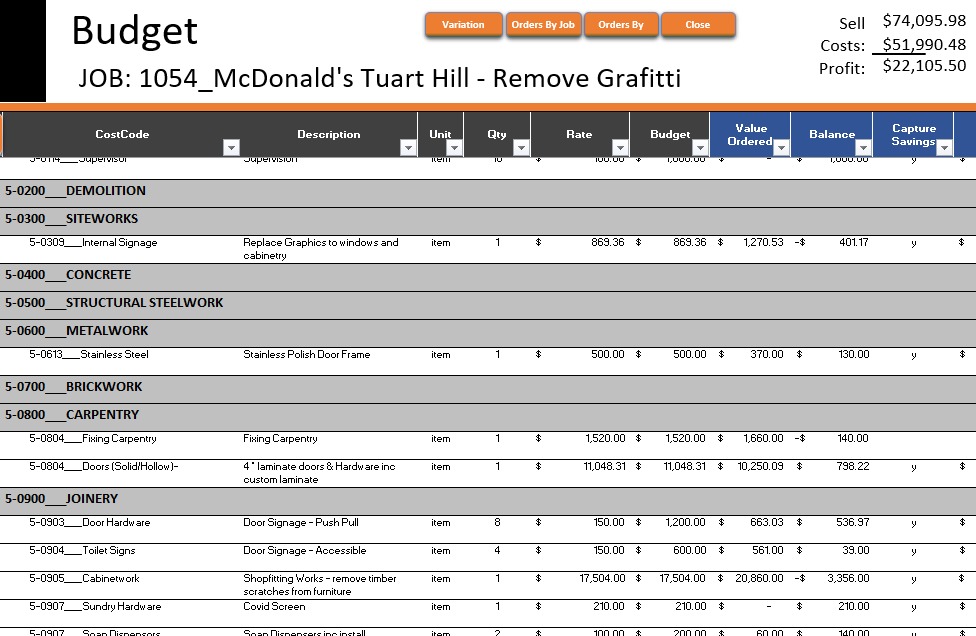 Budget
Variation Orders By Job Orders By Close
Sell $74,095.98
Costs: $51,990.48
Profit: $22,105.50
JOB: 1054_McDonald's Tuart Hill - Remove Grafitti
CostCode Description Unit Qty Rate Budget Value Ordered Balance Capture Savings
5-0114___Supervisor Supervision item 10 100.00 1,000.00 - 1,000.00 y
5-0200___DEMOLITION
5-0300___SITEWORKS
5-0309___Internal Signage Replace Graphics to windows and item 1 $ 869.36 $ 869.36 $ 1,270.53 -$ 401.17 y $
cabinetry
5-0400___CONCRETE
5-0500___STRUCTURAL STEELWORK
5-0600___METALWORK
5-0613___Stainless Steel Stainless Polish Door Frame item 1 $ 500.00 $ 500.00 $ 370.00 $ 130.00 y $
5-0700___BRICKWORK
5-0800___CARPENTRY
5-0804___Fixing Carpentry Fixing Carpentry item 1 $ 1,520.00 $ 1,520.00 $ 1,660.00 -$ 140.00
5-0804___Doors (Solid/Hollow)- 4 * laminate doors & Hardware inc item 1 $ 11,048.31 $ 11,048.31 $ 10,250.09 $ 798.22 y $
custom laminate
5-0900___JOINERY
5-0903___Door Hardware Door Signage - Push Pull item 8 $ 150.00 $ 1,200.00 $ 663.03 $ 536.97 y $
5-0904___Toilet Signs Door Signage - Accessible item 4 $ 150.00 $ 600.00 $ 561.00 $ 39.00 y $
5-0905___Cabinetwork Shopfitting Works - remove timber item 1 $ 17,504.00 $ 17,504.00 $ 20,860.00 -$ 3,356.00 y $
scratches from furniture
5-0907___Sundry Hardware Covid Screen item 1 $ 210.00 $ 210.00 $ - $ 210.00 y $
5-0907___Soap Dispensors Soap Dispensers inc install item 2 $ 100.00 $ 200.00 $ 60.00 $ 140.00 y $